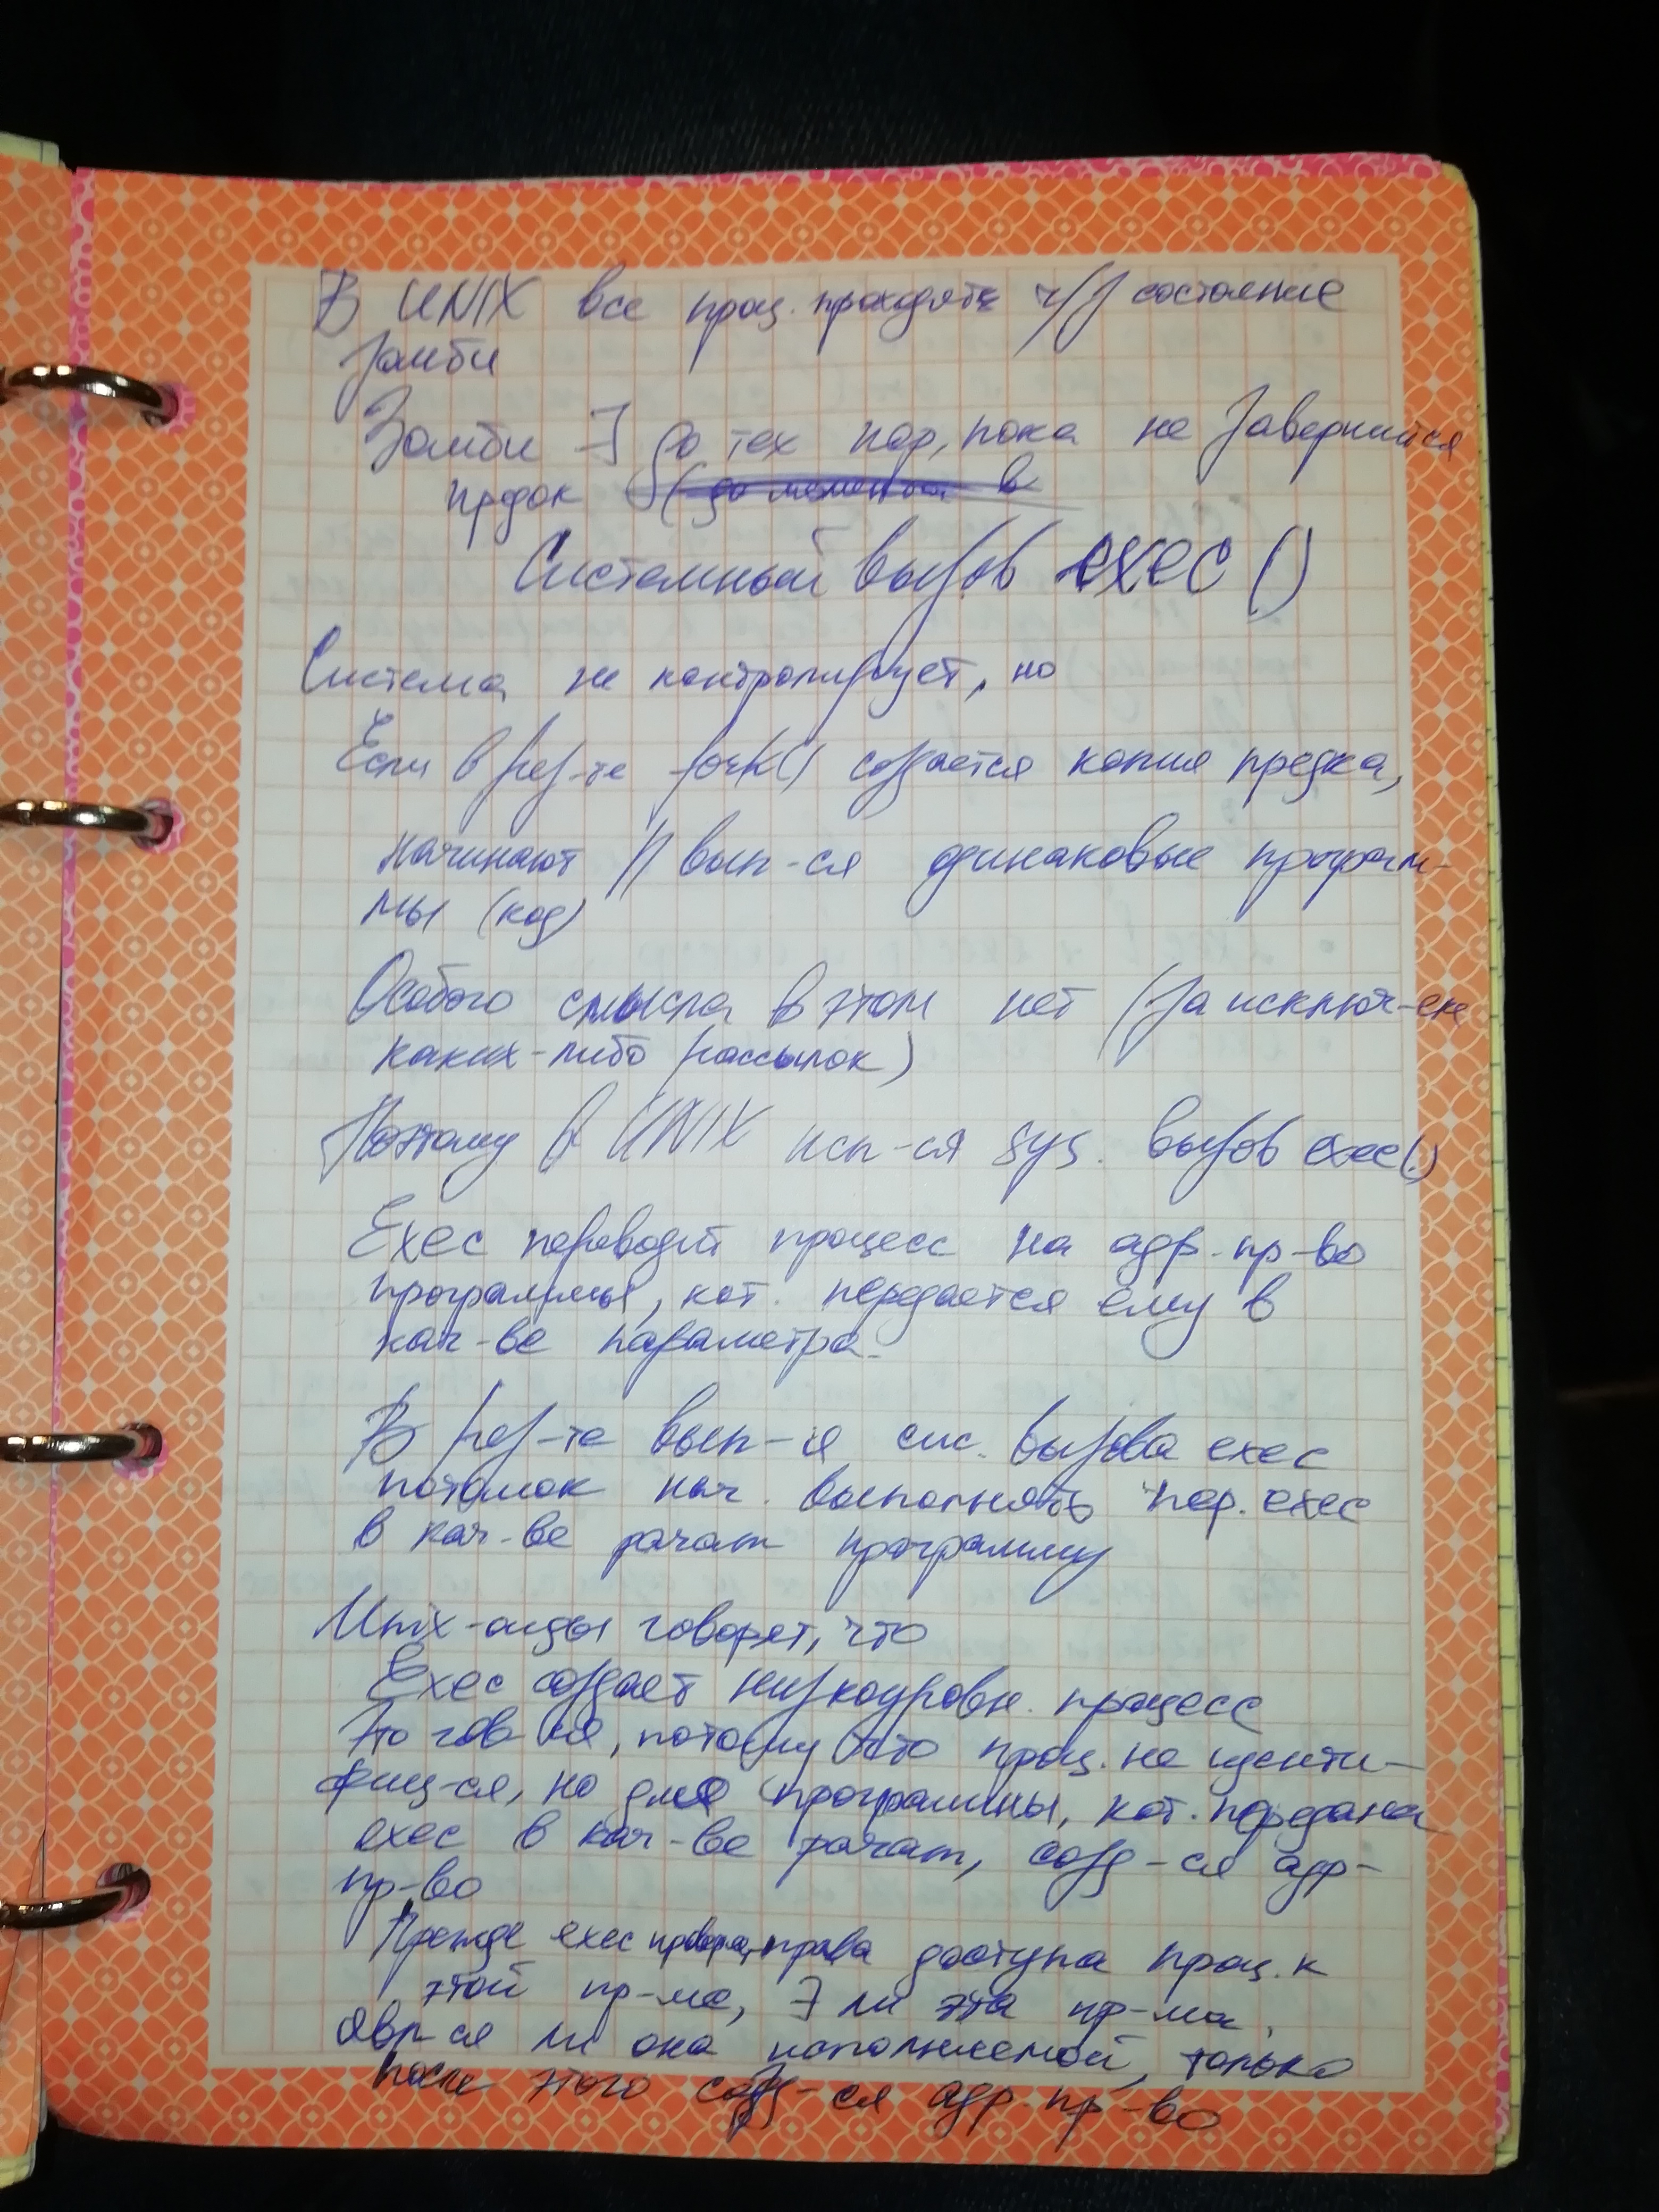 В UNIX все проц. проходять ч/з состояние
зомби
Зомби ∃ до тех пор, пока не завершится
прдок (до момента в
Системный вызов exec ()
Система не контролирует, но
Если в рез-те fork() создается копия предка,
начинают // вып-ся одинаковые програм-
мы (код)
Особого смысла в этом нет (за исключ-ем
каких-либо рассылок)
Поэтому в UNIX исп-ся sys. вызов exec()
Exec переводит процесс на адр. пр-во
программы, кот. передается ему в
кач-ве параметра.
В рез-те вып-я сис. вызова exec
потомок нач. выполнять пер. exec
в кач-ве парам программу
Unix-оиды говорят, что
Exec создает низкоуровн. процесс
Это гов-ся, потому что проц. не иденти-
фиц-ся, но для программы, кот. передана
exec в кач-ве парам, созд-ся адр-
пр-во
Прежде exec провер. права доступа проц. к
этой пр-ме, ∃ ли эта пр-ма,
явл-ся ли она исполняемой, только
после этого созд-ся адр. пр-во